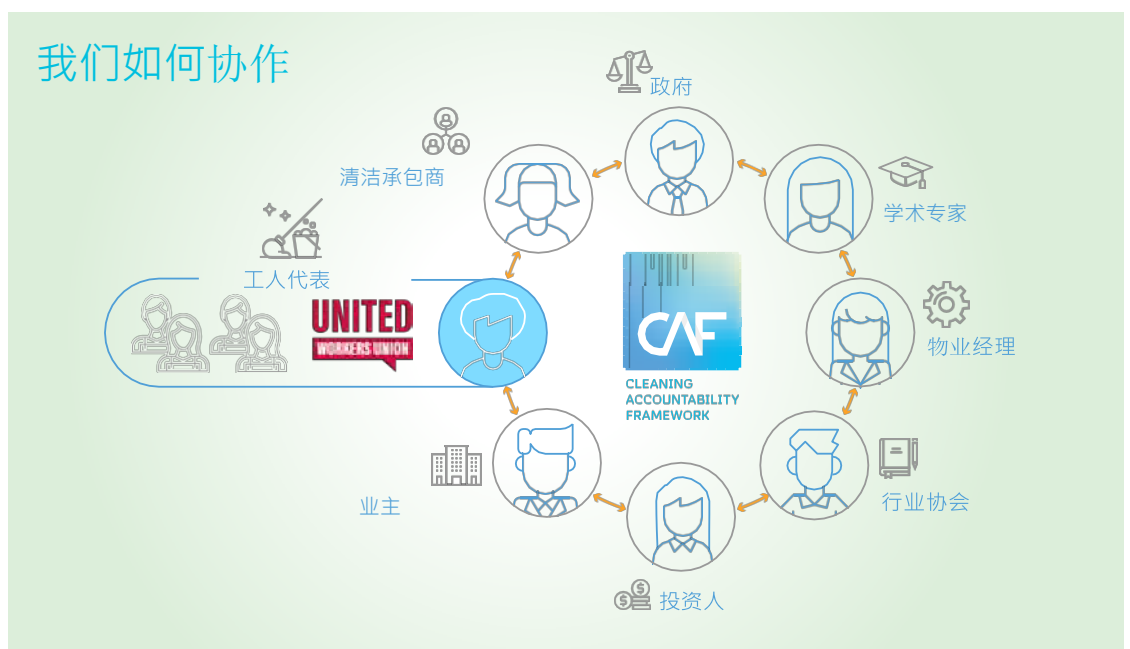 我们如何协作
政府
清洁承包商
学术专家
工人代表
UNITED
WORKERS UNION
CAF
CLEANING
ACCOUNTABILITY
FRAMEWORK
物业经理
业主
行业协会
投资人